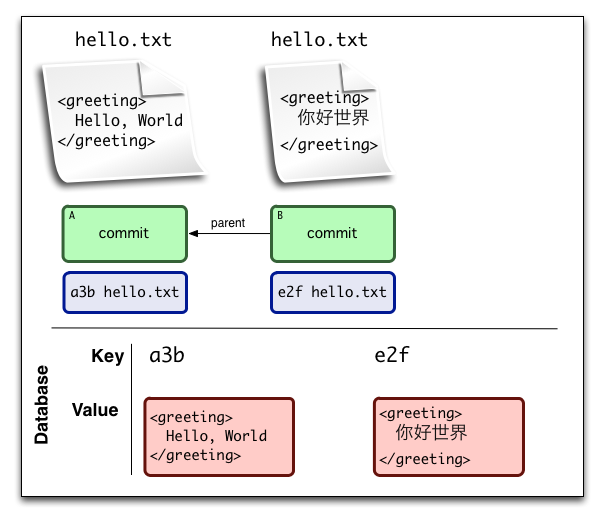 hello.txt
hello.txt
<greeting>
Hello, World
</greeting>
<greeting>
你好世界
</greeting>
A
commit
parent
B
commit
a3b hello.txt
e2f hello.txt
Database
Key
a3b
e2f
Value
<greeting>
Hello, World
</greeting>
<greeting>
你好世界
</greeting>